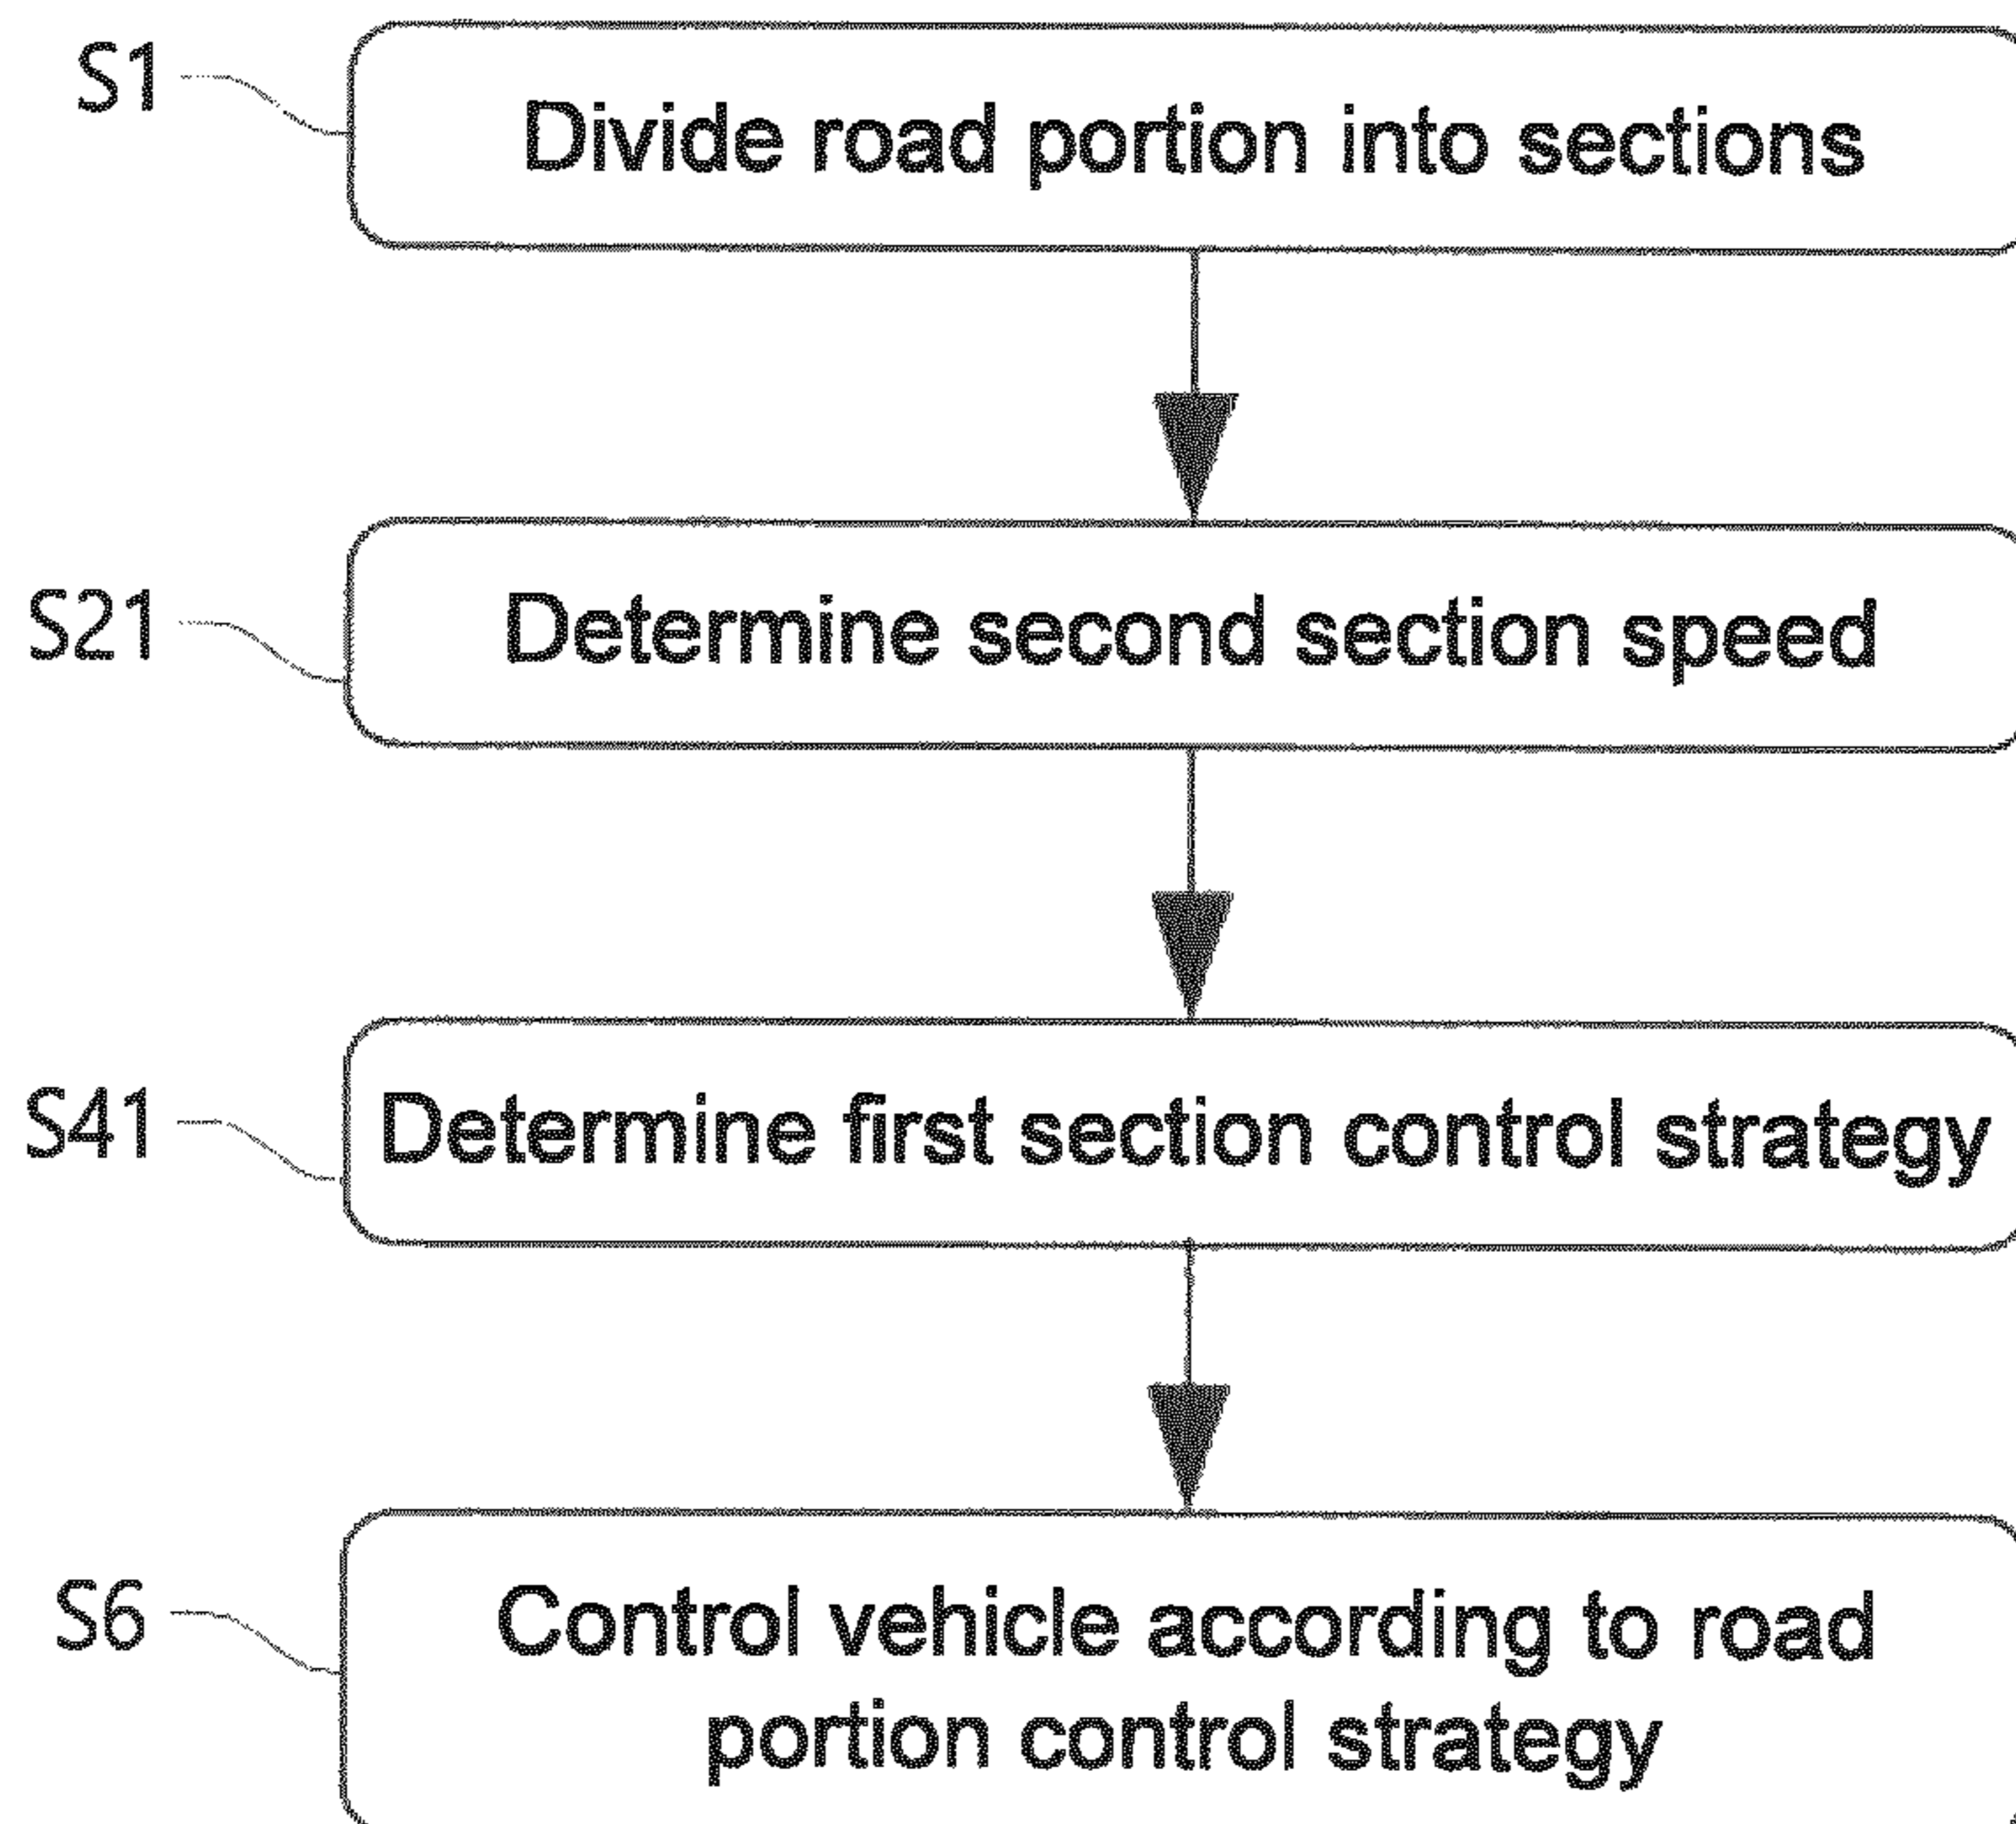 S1
Divide road portion into sections
S21
Determine second section speed
S41
Determine first section control strategy
S6
Control vehicle according to road
portion control strategy